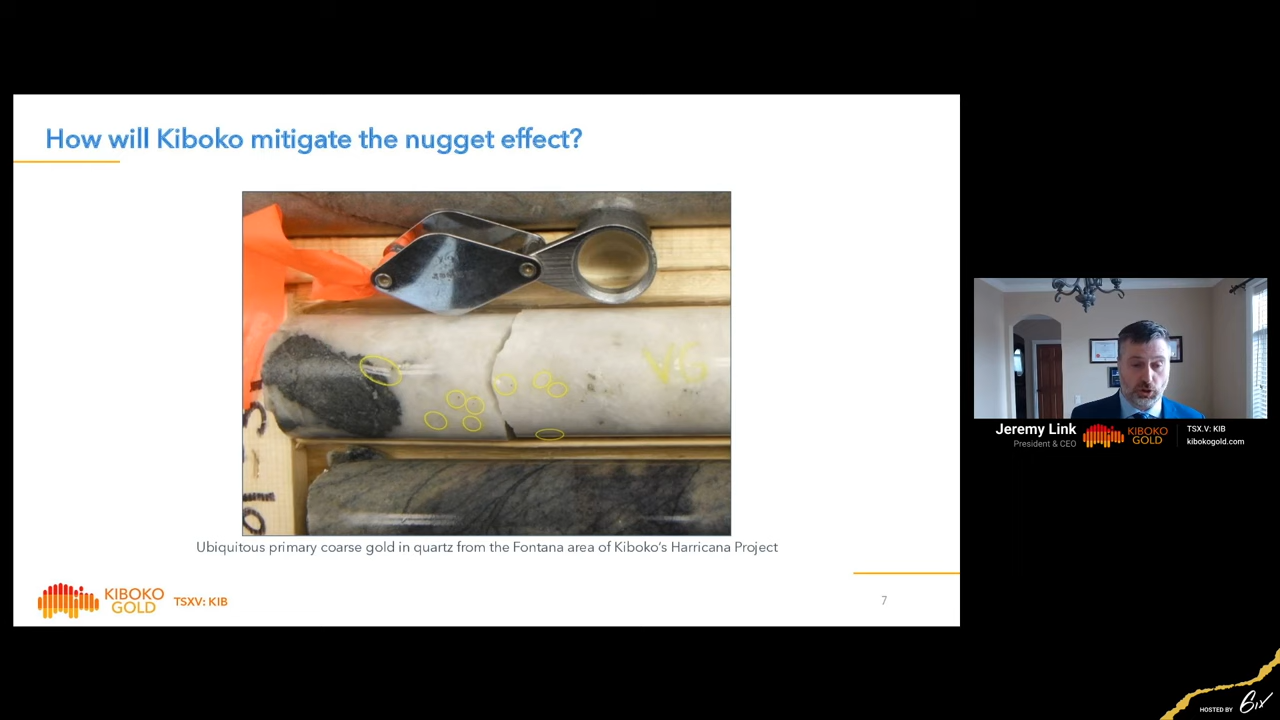 How will Kiboko mitigate the nugget effect?
VG
Ubiquitous primary coarse gold in quartz from the Fontana area of Kiboko's Harricana Project
KIBOKO
GOLD
TSXV: KIB
7
Jeremy Link
President & CEO
KIBOKO
GOLD
TSX.V: KIB
kibokogold.com
HOSTED BY 6ix